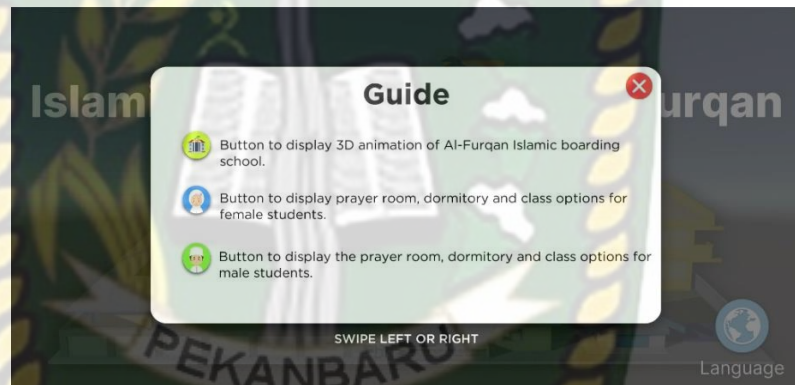 Guide
Islam
urqan
Button to display 3D animation of Al-Furqan Islamic boarding
school.
Button to display prayer room, dormitory and class options for
female students.
Button to display the prayer room, dormitory and class options for
male students.
SWIPE LEFT OR RIGHT
PEKANBARU
Language